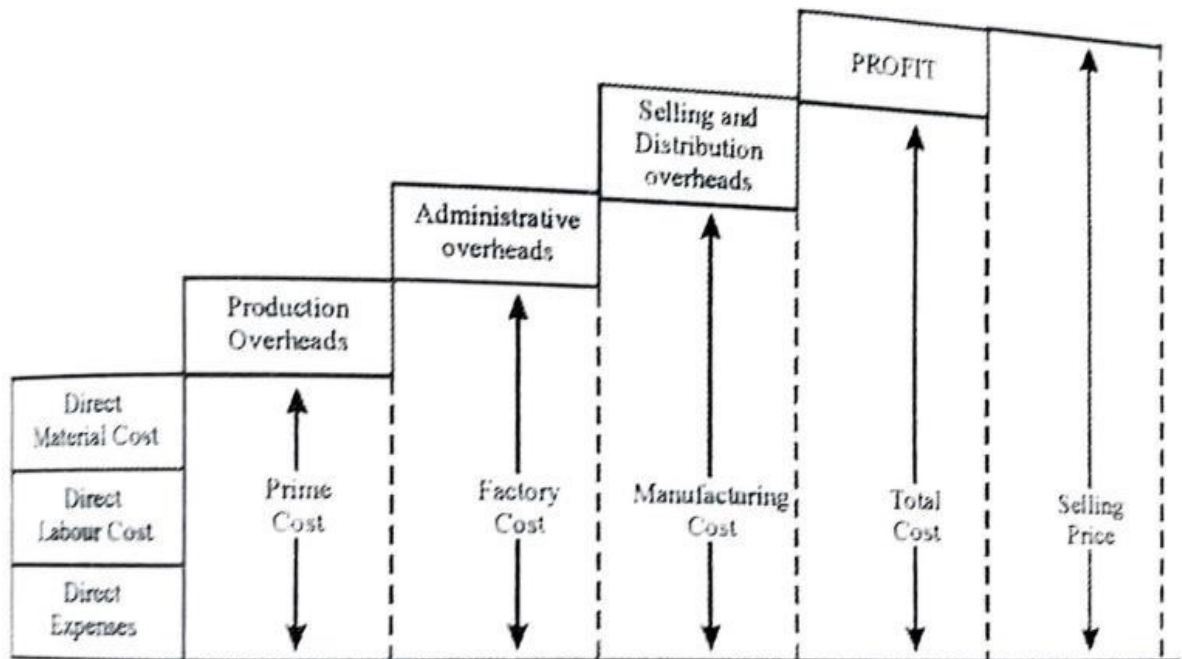 PROFIT
Selling and
Distribution
overheads
Administrative
overheads
Production
Overheads
Direct
Material Cost
Direct
Labour Cost
Direct
Expenses
Prime
Cost
Factory
Cost
Manufacturing
Cost
Total
Cost
Selling
Price